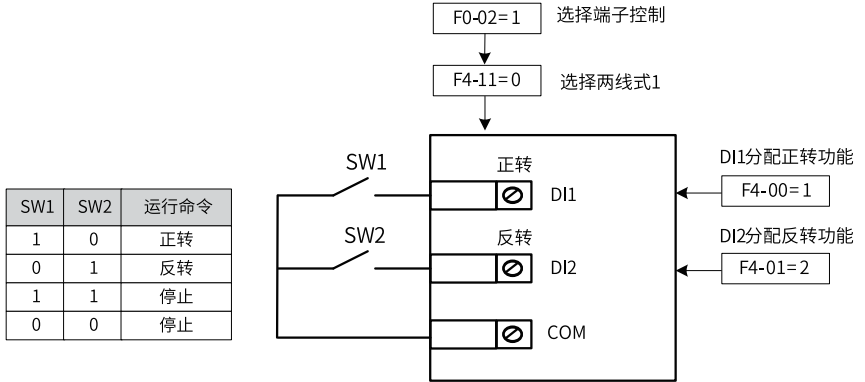 F0-02=1 选择端子控制
F4-11=0 选择两线式1
SW1 SW2 运行命令
1 0 正转
0 1 反转
1 1 停止
0 0 停止
SW1
SW2
正转
DI1
反转
DI2
COM
DI1分配正转功能
F4-00=1
DI2分配反转功能
F4-01=2